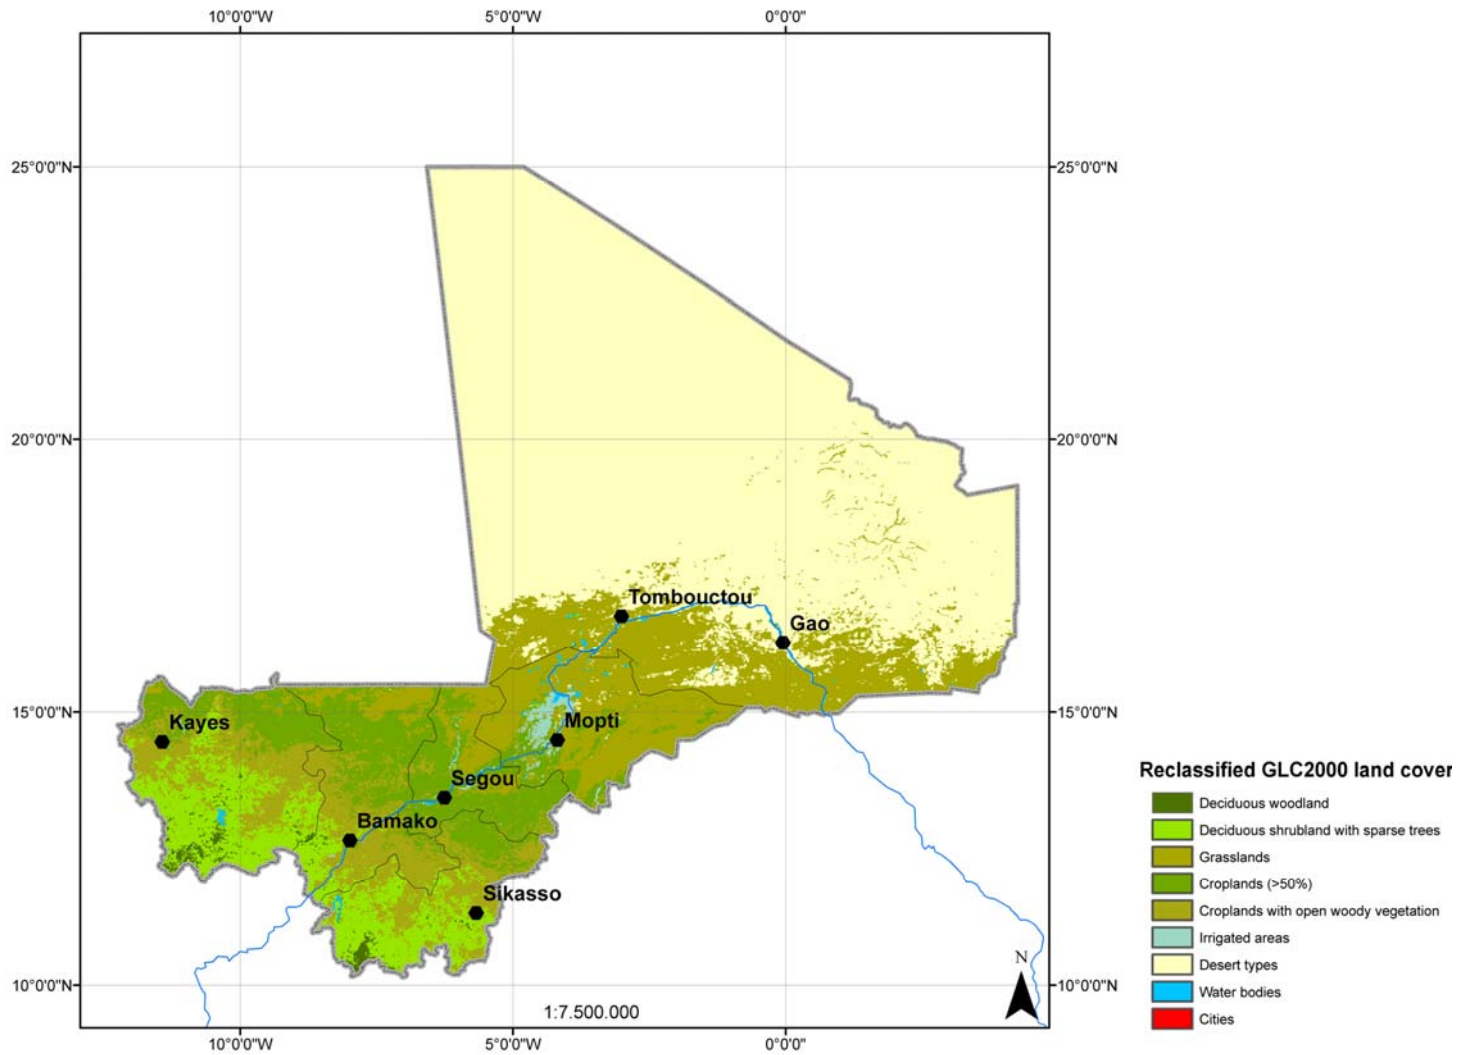 10°0'0"W 5°0'0"W 0°0'0"
25°0'0"N 25°0'0"N
20°0'0"N 20°0'0"N
Tombouctou
Gao
15°0'0"N 15°0'0"N
Kayes
Mopti
Segou
Bamako
Sikasso
10°0'0"N 10°0'0"N
1:7.500.000
N
10°0'0"W 5°0'0"W 0°0'0"
Reclassified GLC2000 land cover
Deciduous woodland
Deciduous shrubland with sparse trees
Grasslands
Croplands (>50%)
Croplands with open woody vegetation
Irrigated areas
Desert types
Water bodies
Cities